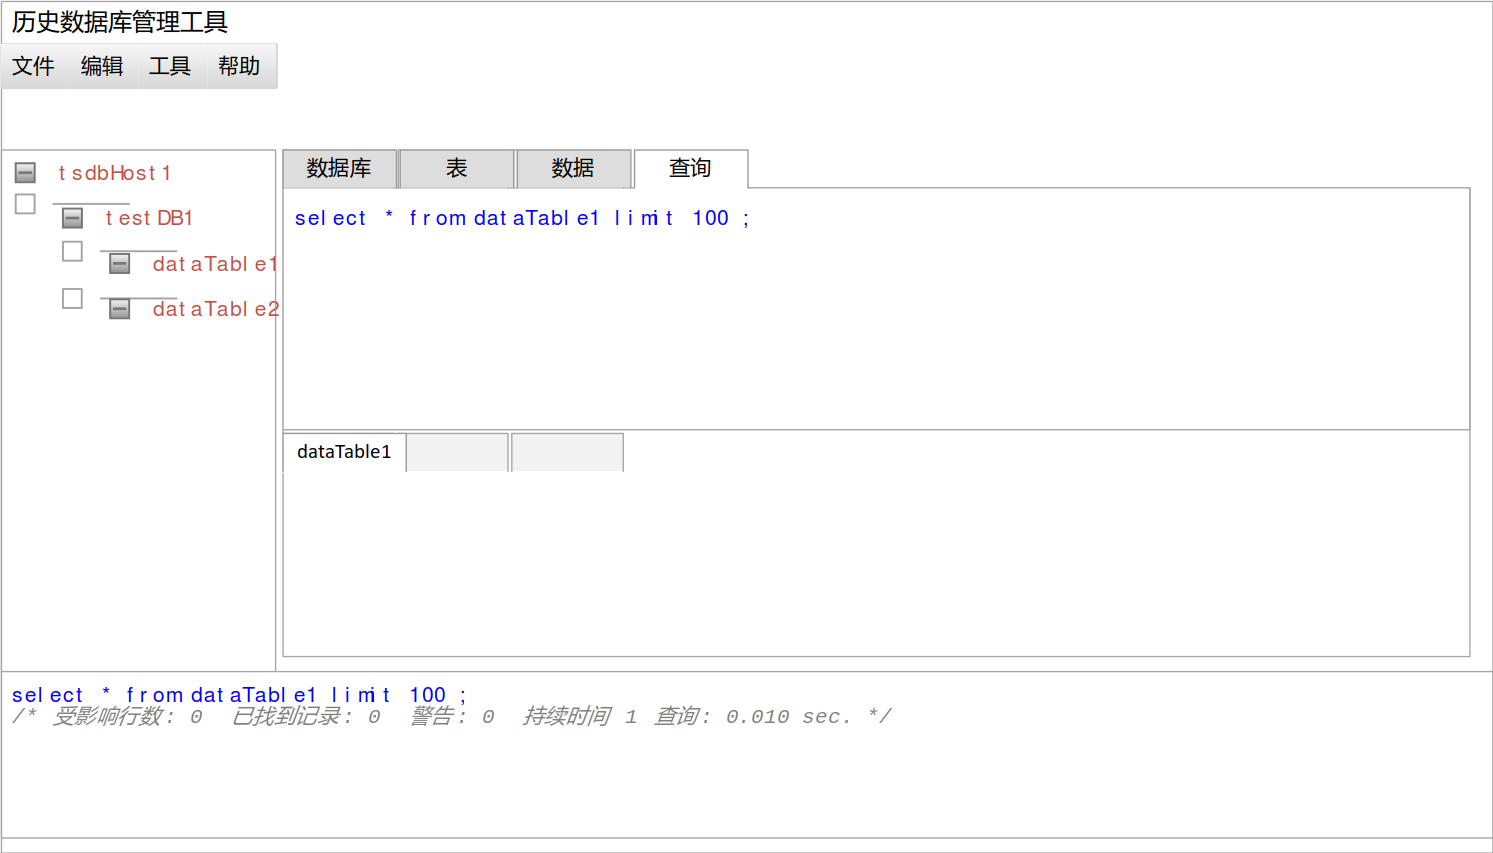 历史数据库管理工具
文件 编辑 工具 帮助
tsdbHost1
testDB1
dataTable1
dataTable2
数据库 表 数据 查询
select * from dataTable1 limit 100 ;
dataTable1
select * from dataTable1 limit 100 ;
/* 受影响行数: 0 已找到记录: 0 警告: 0 持续时间 1 查询: 0.010 sec. */